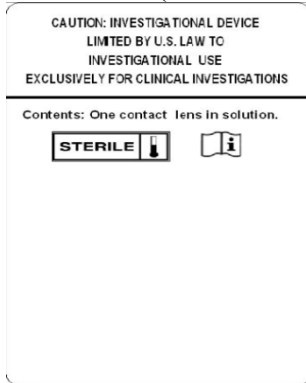 CAUTION: INVESTIGATIONAL DEVICE
LIMITED BY U.S. LAW TO
INVESTIGATIONAL USE
EXCLUSIVELY FOR CLINICAL INVESTIGATIONS
Contents: One contact lens in solution.
STERILE
i